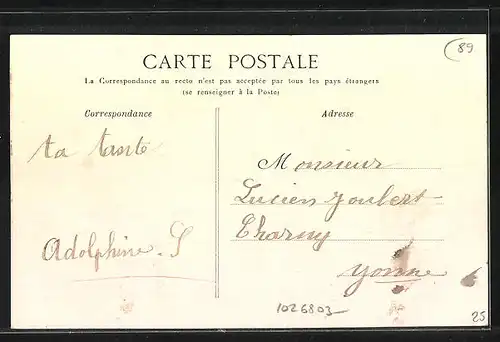 (89
CARTE POSTALE
La Correspondance au recto n'est pas acceptée par tous les pays étrangers
(se renseigner à la Poste)
Correspondance
Adresse
ta tante
Adolphine. S
Monsieur
Lucien Joubert
Charny
Yonne
1026803-
25